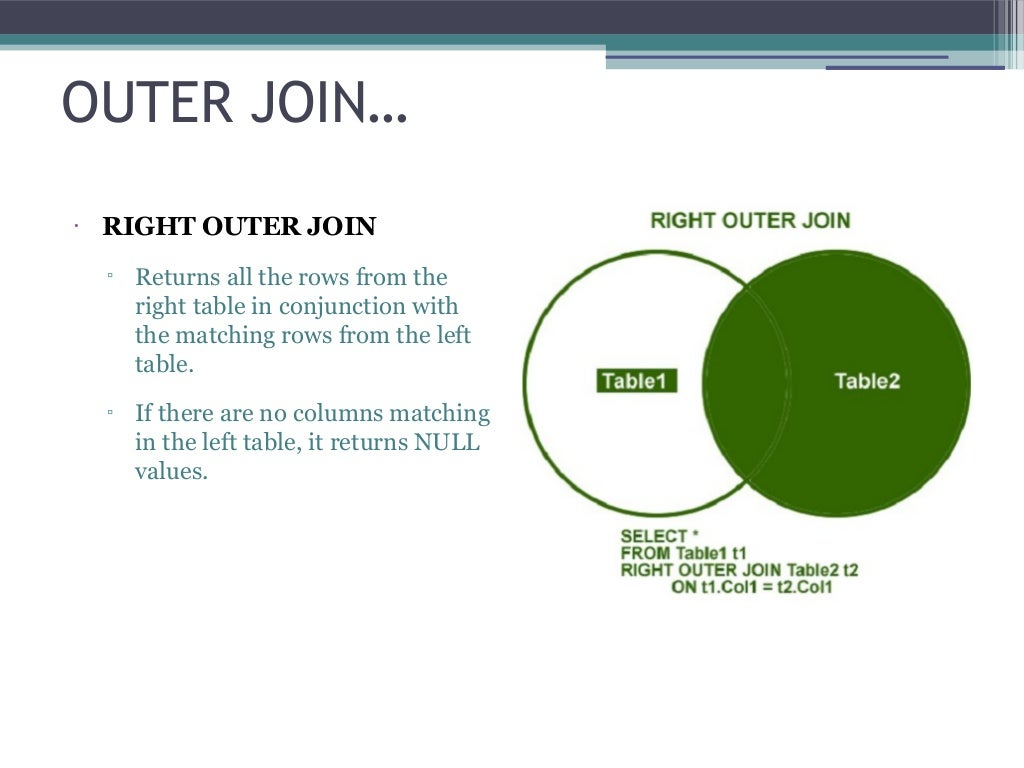 OUTER JOIN…
· RIGHT OUTER JOIN
▫ Returns all the rows from the
right table in conjunction with
the matching rows from the left
table.
▫ If there are no columns matching
in the left table, it returns NULL
values.
RIGHT OUTER JOIN
Table1
Table2
SELECT *
FROM Table1 t1
RIGHT OUTER JOIN Table2 t2
ON t1.Col1 = t2.Col1